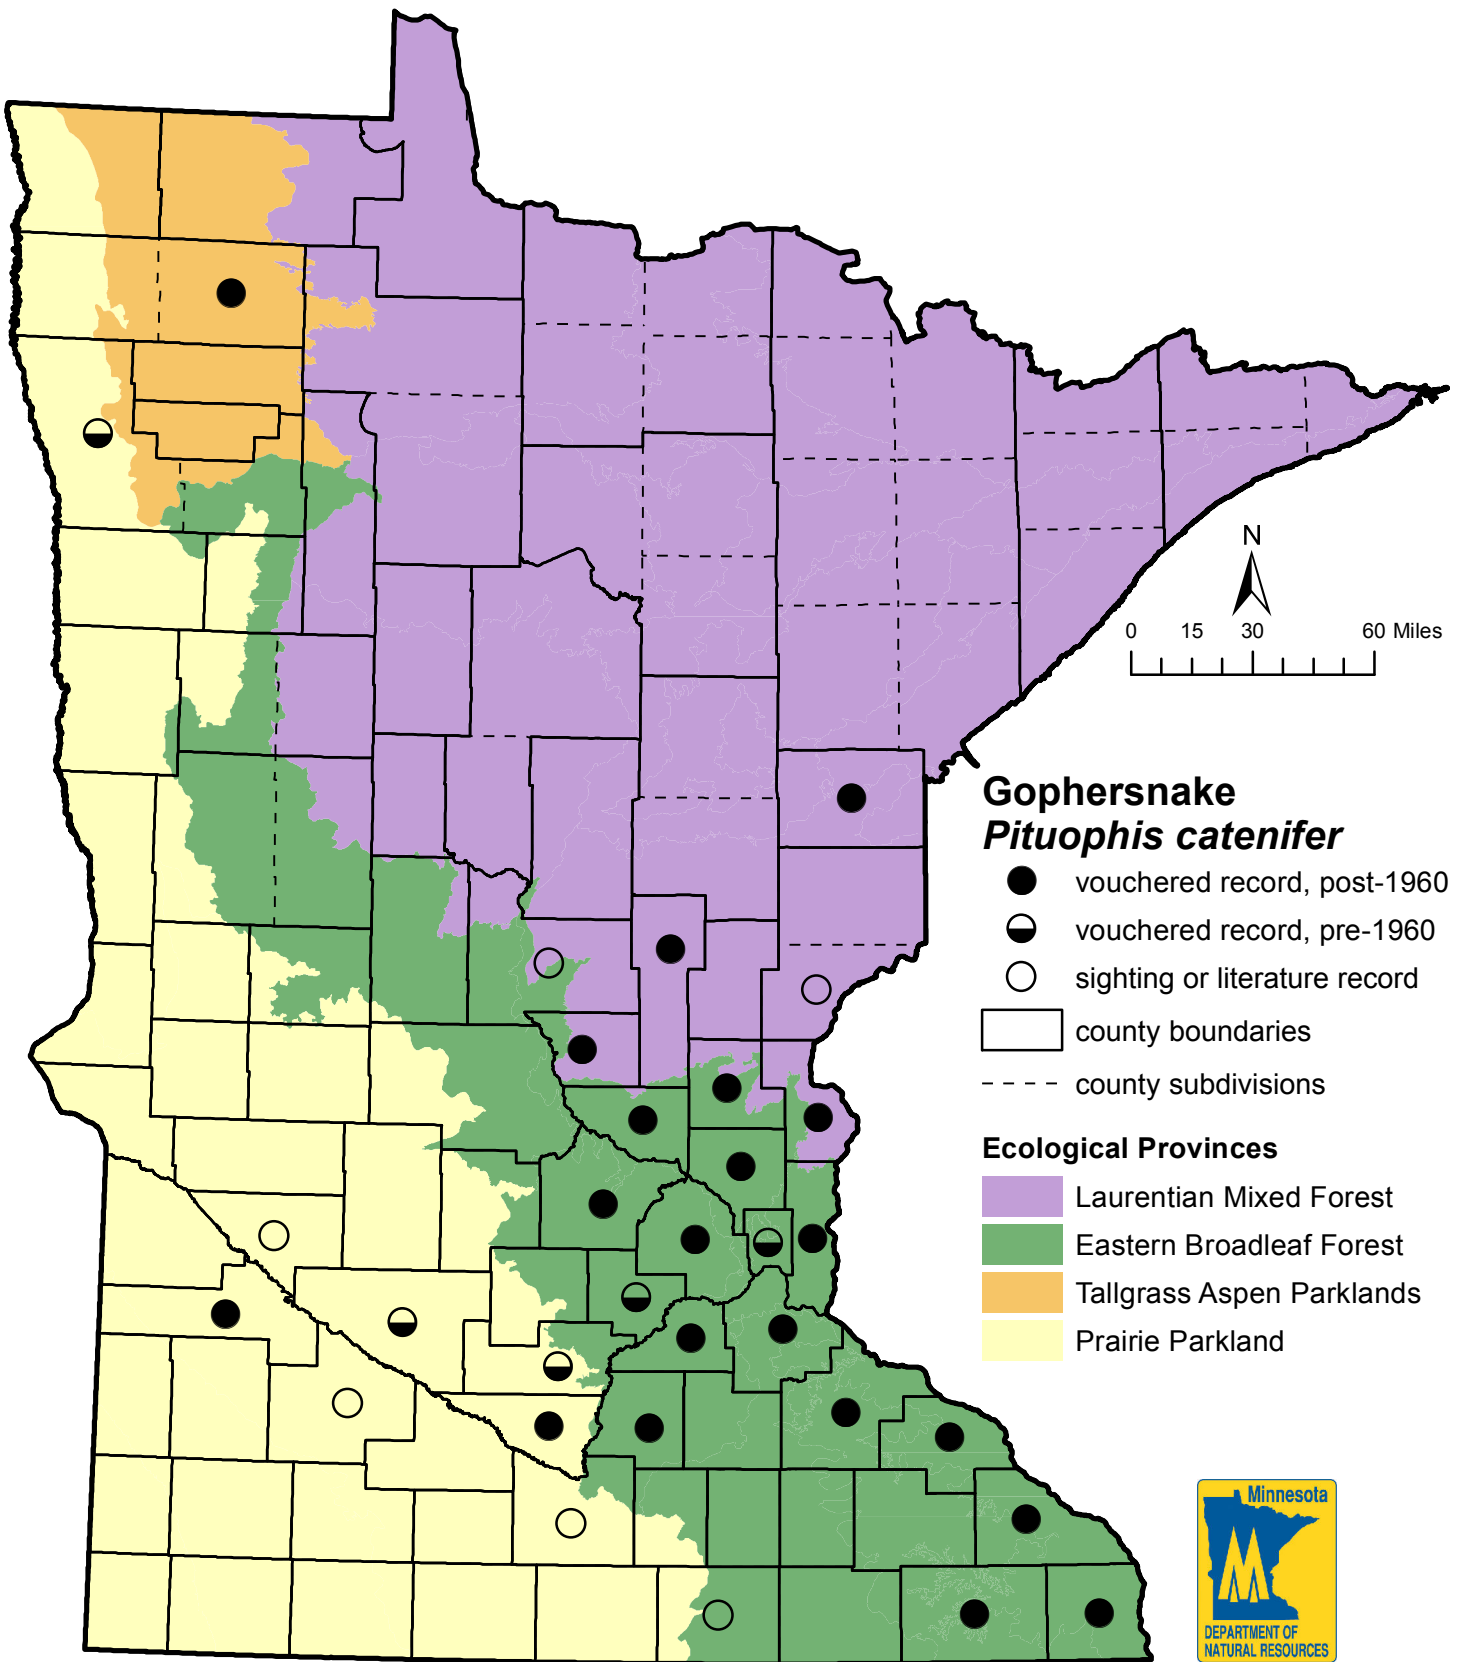 N
0 15 30 60 Miles
Gophersnake
Pituophis catenifer
vouchered record, post-1960
vouchered record, pre-1960
sighting or literature record
county boundaries
county subdivisions
Ecological Provinces
Laurentian Mixed Forest
Eastern Broadleaf Forest
Tallgrass Aspen Parklands
Prairie Parkland
Minnesota
DEPARTMENT OF
NATURAL RESOURCES